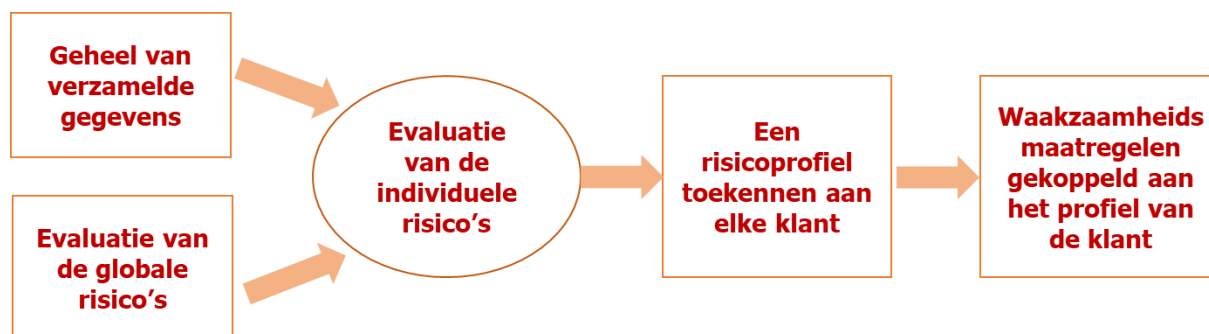 Geheel van
verzamelde
gegevens
Evaluatie van
de globale
risico's
Evaluatie
van de
individuele
risico's
Een
risicoprofiel
toekennen aan
elke klant
Waakzaamheids
maatregelen
gekoppeld aan
het profiel van
de klant